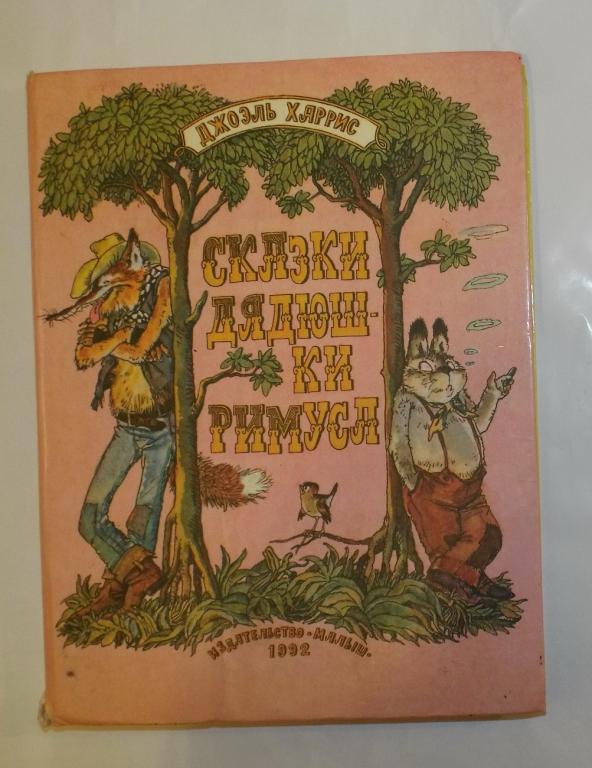 ДЖОЭЛЬ ХАРРИС
СКАЗКИ
ДЯДЮШ-
КИ
РИМУСА
ИЗДАТЕЛЬСТВО «МАЛЫШ»
1992